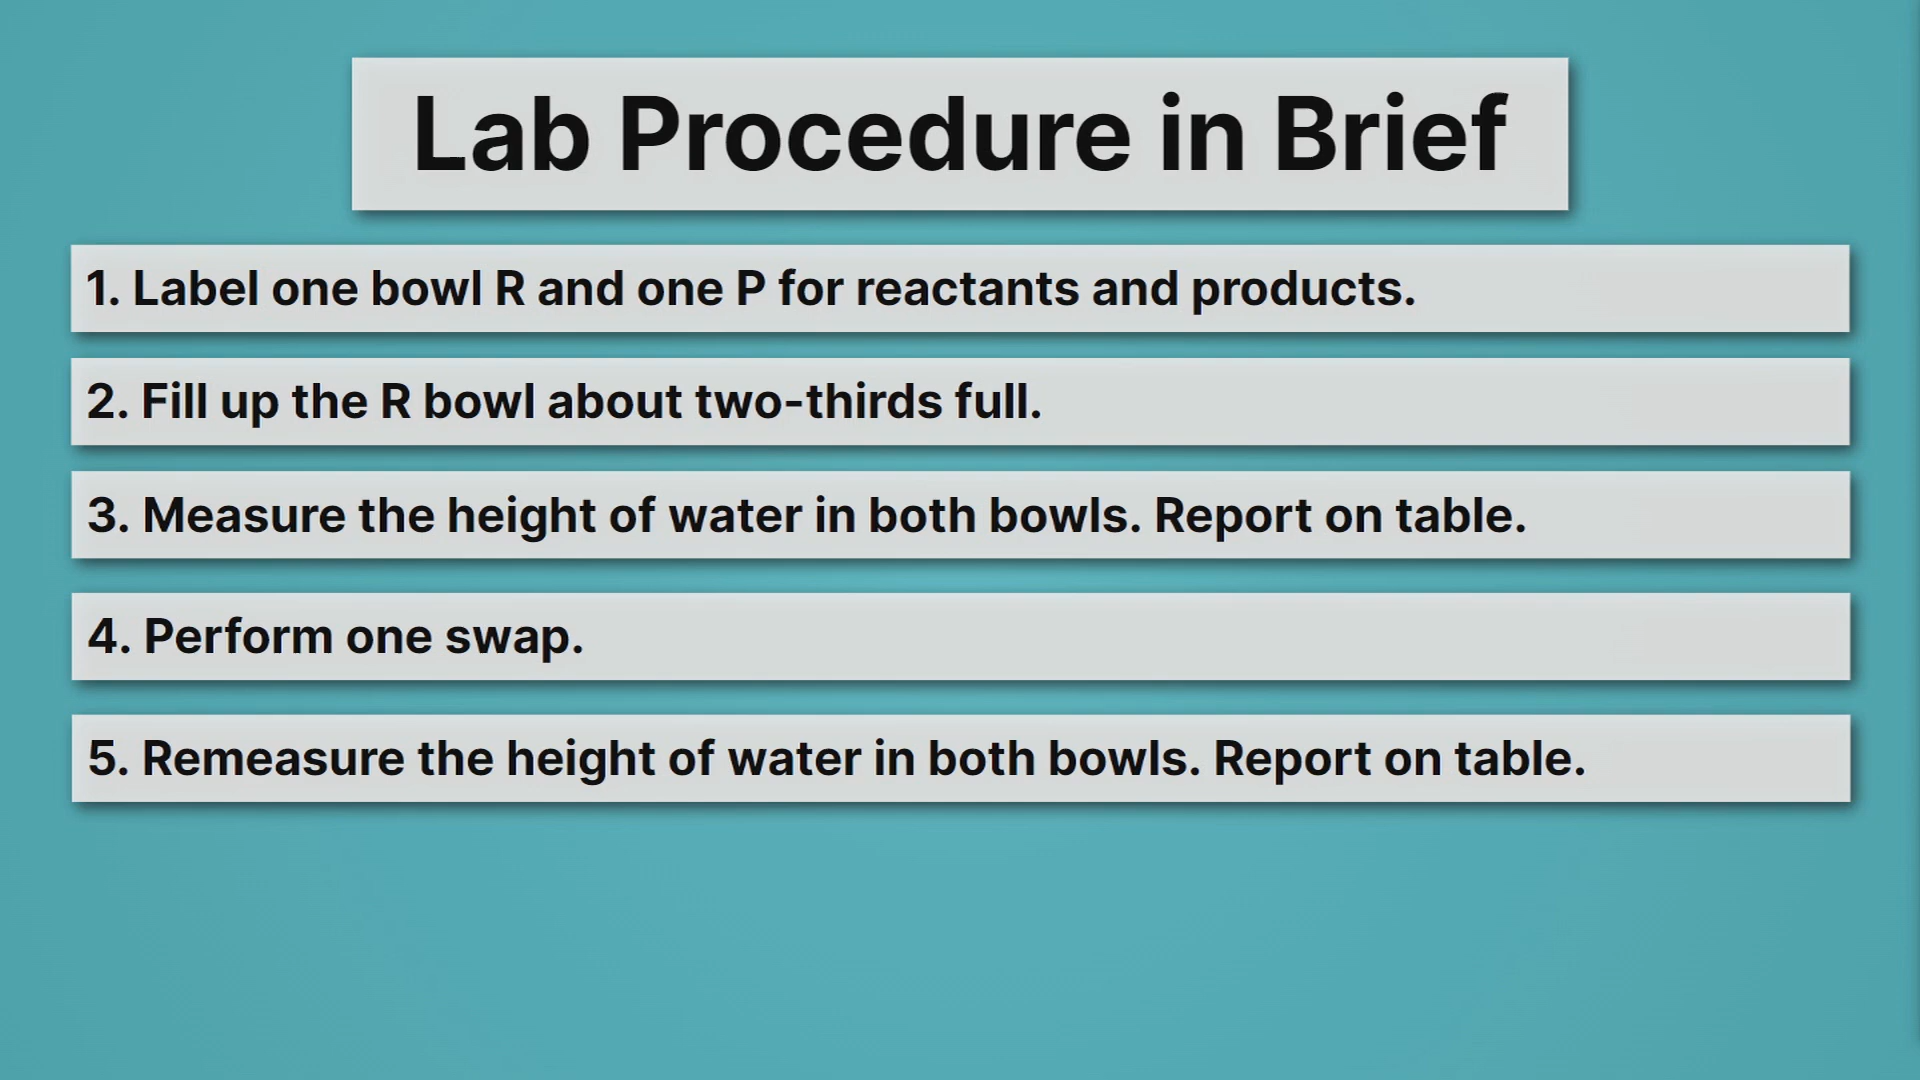 Lab Procedure in Brief
1. Label one bowl R and one P for reactants and products.
2. Fill up the R bowl about two-thirds full.
3. Measure the height of water in both bowls. Report on table.
4. Perform one swap.
5. Remeasure the height of water in both bowls. Report on table.